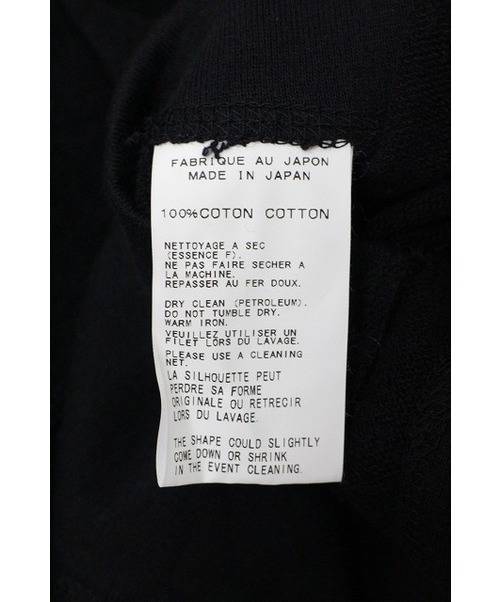 FABRIQUE AU JAPON
MADE IN JAPAN
100%COTON COTTON
NETTOYAGE A SEC
(ESSENCE F).
NE PAS FAIRE SECHER A
LA MACHINE.
REPASSER AU FER DOUX.
DRY CLEAN (PETROLEUM).
DO NOT TUMBLE DRY.
WARM IRON.
VEUILLEZ UTILISER UN
FILET LORS DU LAVAGE.
PLEASE USE A CLEANING
NET.
LA SILHOUETTE PEUT
PERDRE SA FORME
ORIGINALE OU RETRECIR
LORS DU LAVAGE.
THE SHAPE COULD SLIGHTLY
COME DOWN OR SHRINK
IN THE EVENT CLEANING.